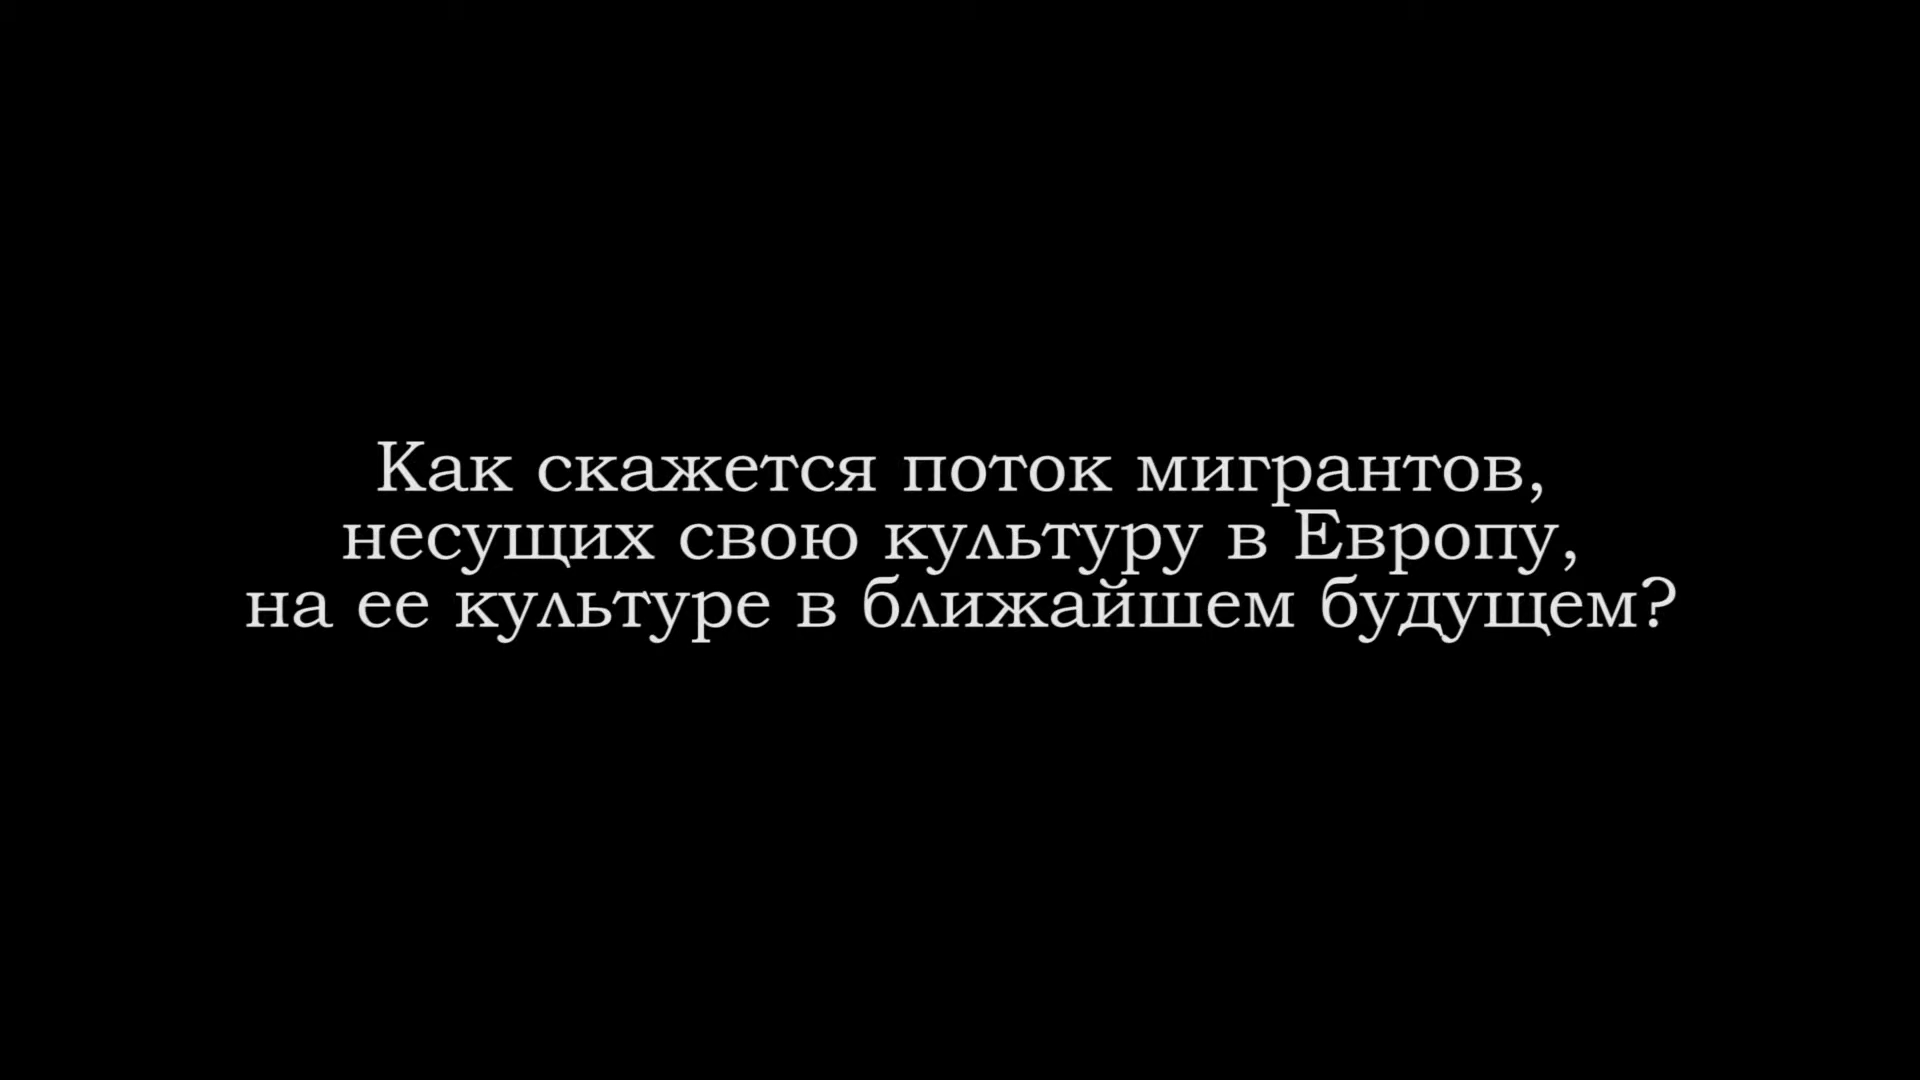 Как скажется поток мигрантов,
несущих свою культуру в Европу,
на ее культуре в ближайшем будущем?